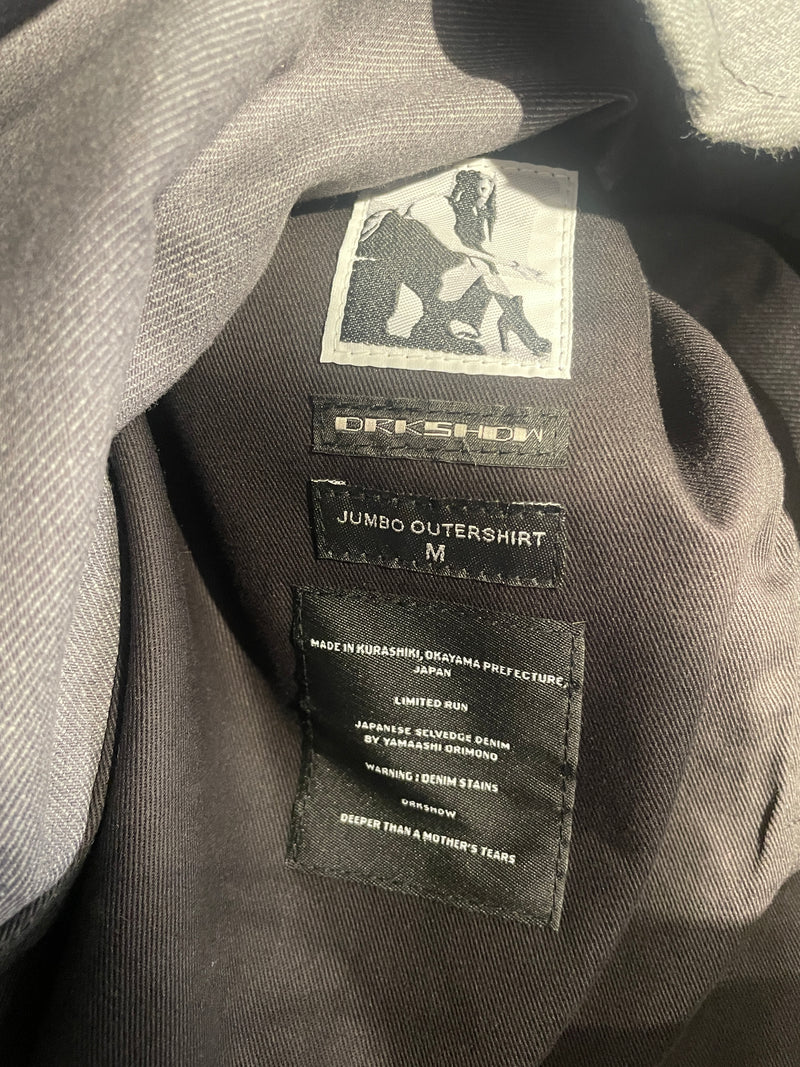 DRKSHDW
JUMBO OUTERSHIRT
M
MADE IN KURASHIKI, OKAYAMA PREFECTURE,
JAPAN
LIMITED RUN
JAPANESE SELVEDGE DENIM
BY YAMAASHI ORIMONO
WARNING : DENIM STAINS
DRKSHDW
DEEPER THAN A MOTHER'S TEARS